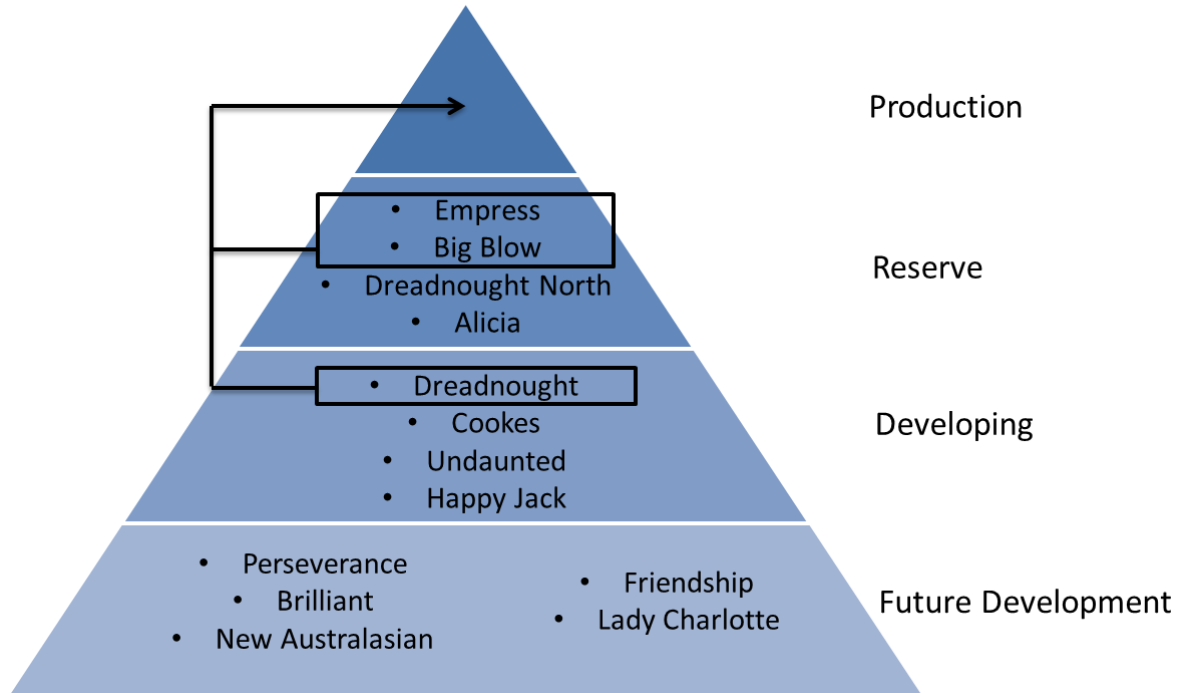 Production
• Empress
• Big Blow
• Dreadnought North
• Alicia
Reserve
• Dreadnought
• Cookes
• Undaunted
• Happy Jack
Developing
• Perseverance
• Brilliant
• New Australasian
• Friendship
• Lady Charlotte
Future Development